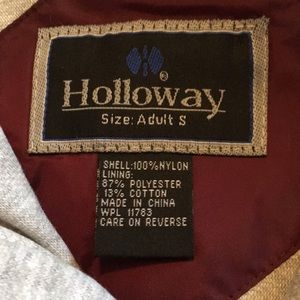 ®
Holloway
Size: Adult S
SHELL:100%NYLON
LINING:
87% POLYESTER
13% COTTON
MADE IN CHINA
WPL 11783
CARE ON REVERSE